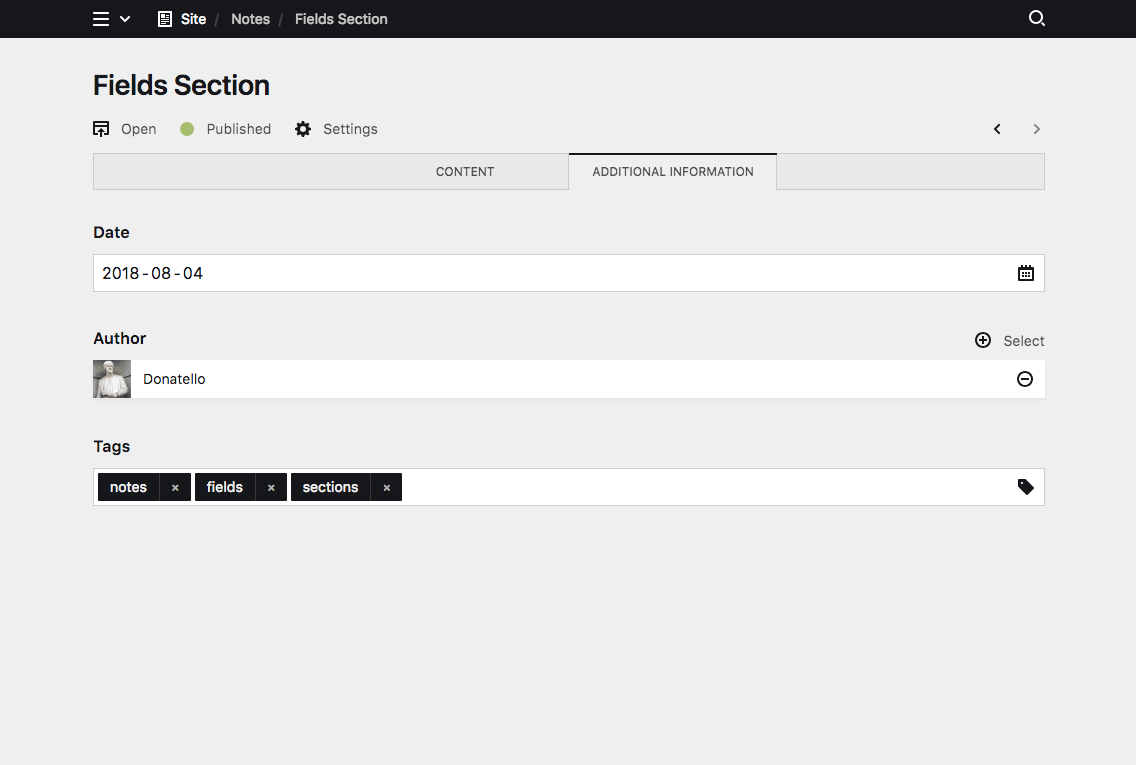 Site / Notes / Fields Section
Fields Section
Open Published Settings
CONTENT ADDITIONAL INFORMATION
Date
2018-08-04
Author Select
Donatello
Tags
notes × fields × sections ×